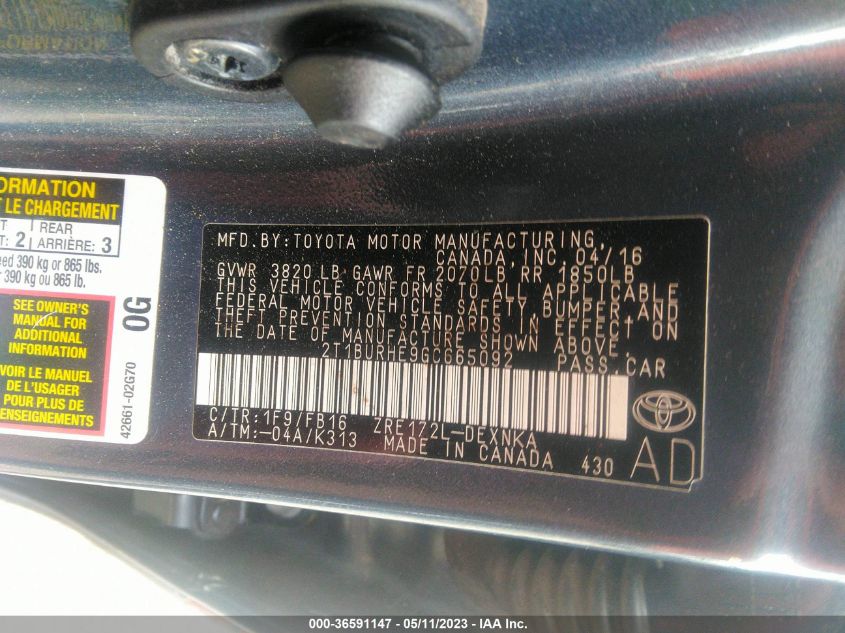 ORMATION
LE CHARGEMENT
2
REAR
ARRIÈRE: 3
390 kg or 865 lbs.
390 kg ou 865 lb.
SEE OWNER'S
MANUAL FOR
ADDITIONAL
INFORMATION
VOIR LE MANUEL
DE L'USAGER
POUR PLUS DE
RENSEIGNEMENTS
0G
42661-02G70
MFD. BY: TOYOTA MOTOR MANUFACTURING,
CANADA, INC. 04/16
GVWR 3820 LB GAWR FR 2070LB RR 1850LB
THIS VEHICLE CONFORMS TO ALL APPLICABLE
FEDERAL MOTOR VEHICLE SAFETY, BUMPER, AND
THEFT PREVENTION STANDARDS IN EFFECT ON
THE DATE OF MANUFACTURE SHOWN ABOVE.
2T1BURHE9GC665092 PASS. CAR
C/TR: 1F9/FB16 ZRE172L-DEXNKA
A/TM: -04A/K313 MADE IN CANADA 430
AD
000-36591147 - 05/11/2023 - IAA Inc.